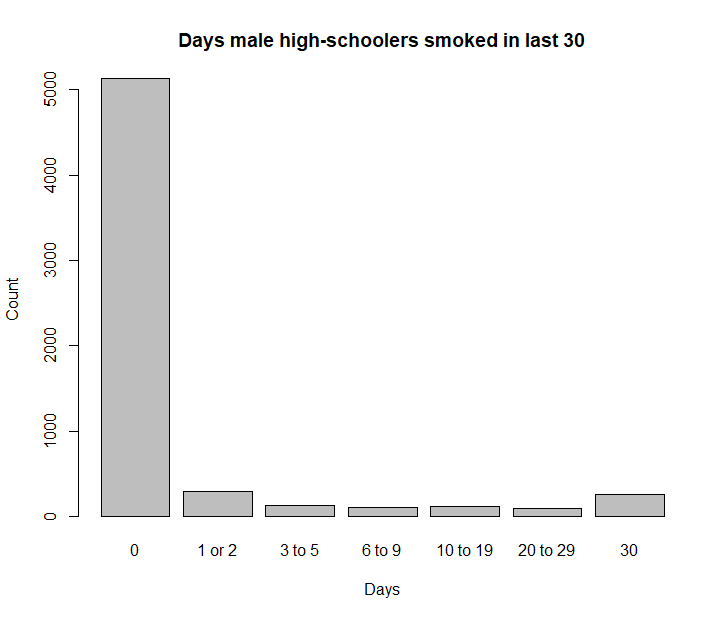 Days male high-schoolers smoked in last 30
5000
4000
3000
2000
1000
0
Count
0 1 or 2 3 to 5 6 to 9 10 to 19 20 to 29 30
Days